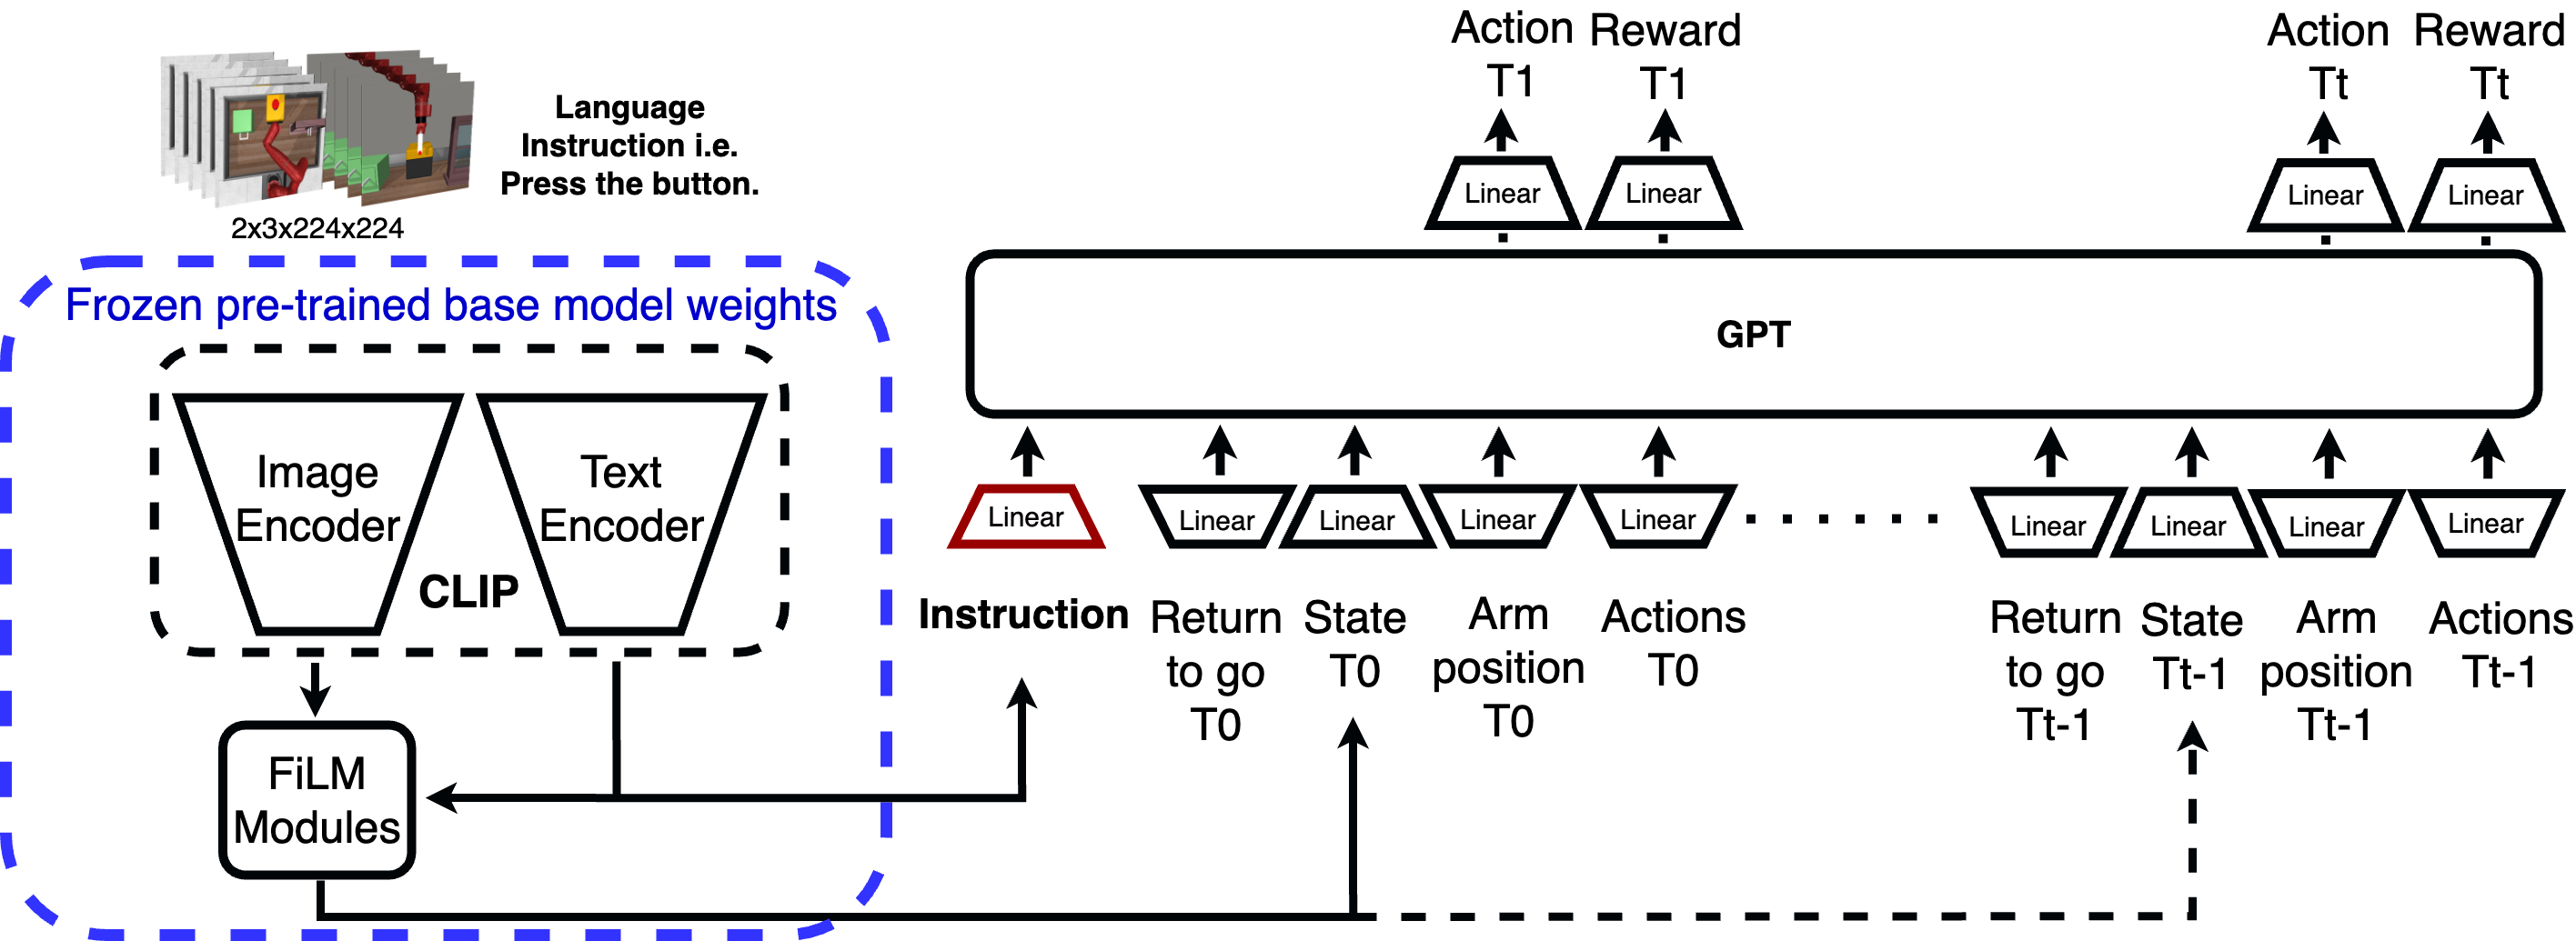 Language
Instruction i.e.
Press the button.
2x3x224x224
Frozen pre-trained base model weights
Image
Encoder
Text
Encoder
CLIP
FiLM
Modules
Action
T1
Reward
T1
Action
Tt
Reward
Tt
Linear
Linear
Linear
Linear
GPT
Linear
Linear
Linear
Linear
Linear
Linear
Linear
Linear
Linear
Instruction
Return
to go
T0
State
T0
Arm
position
T0
Actions
T0
Return
to go
Tt-1
State
Tt-1
Arm
position
Tt-1
Actions
Tt-1